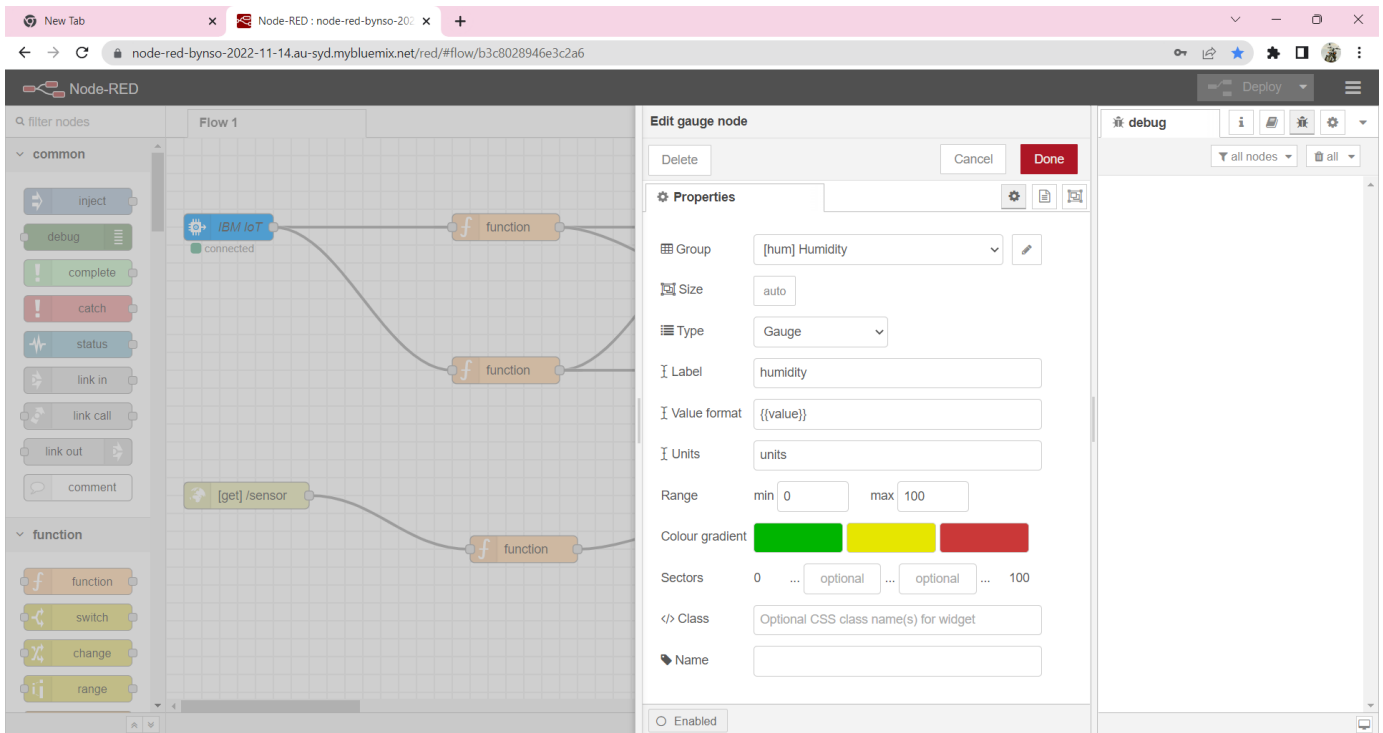 New Tab
Node-RED : node-red-bynso-202
node-red-bynso-2022-11-14.au-syd.mybluemix.net/red/#flow/b3c8028946e3c2a6
Node-RED
Deploy
filter nodes
Flow 1
Edit gauge node
debug
common
Delete
Cancel
Done
all nodes
all
inject
Properties
debug
IBM IoT
function
connected
Group
[hum] Humidity
complete
Size
auto
catch
Type
Gauge
status
link in
function
Label
humidity
link call
Value format
{{value}}
link out
Units
units
comment
[get] /sensor
Range
min 0
max 100
function
Colour gradient
function
function
Sectors
0 ... optional ... optional ... 100
switch
Class
Optional CSS class name(s) for widget
change
Name
range
Enabled